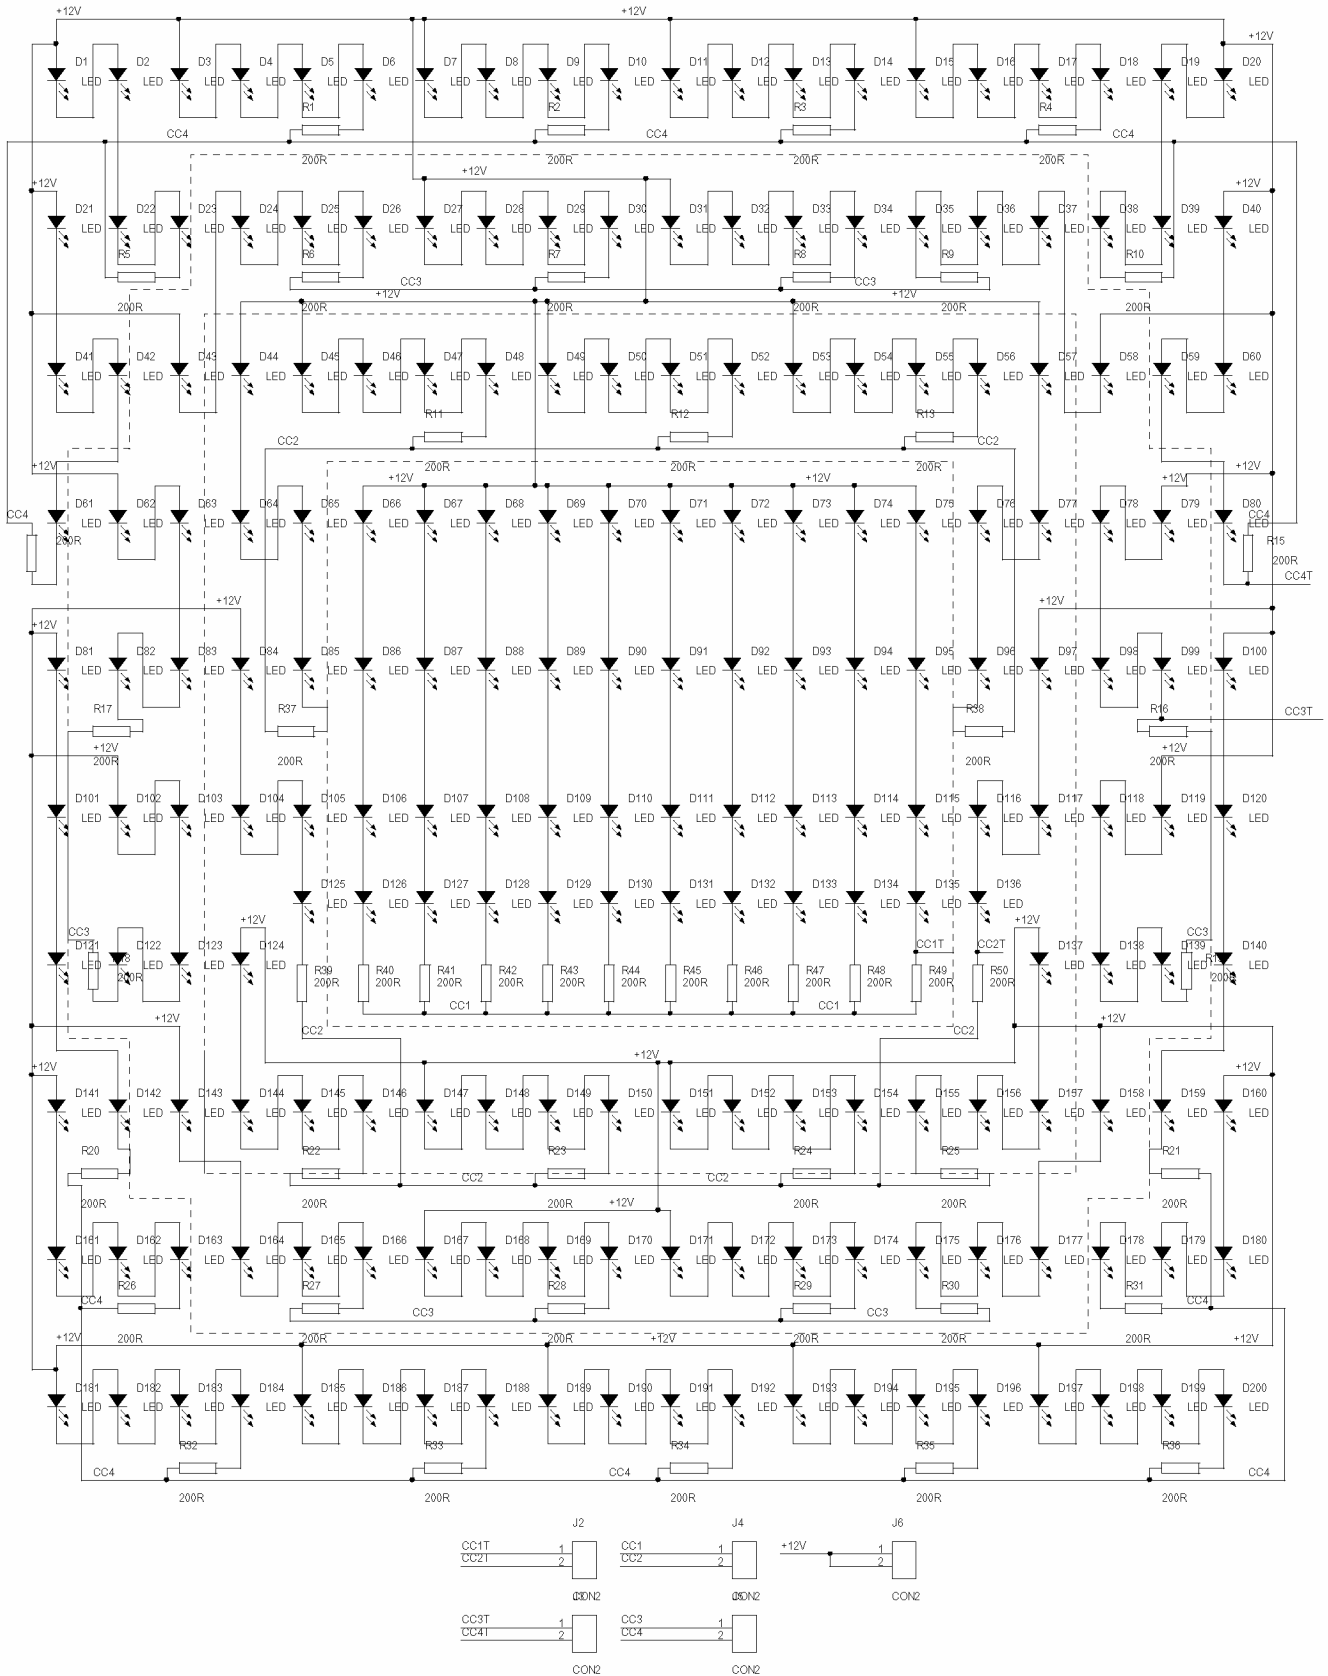 +12V +12V +12V +12V
+12V
D1 D2 D3 D4 D5 D6 D7 D8 D9 D10 D11 D12 D13 D14 D15 D16 D17 D18 D19 D20
LED LED LED LED LED LED LED LED LED LED LED LED LED LED LED LED LED LED LED LED
R1 R2 R3 R4
CC4 CC4 CC4 CC4
200R 200R 200R 200R
+12V +12V +12V
D21 D22 D23 D24 D25 D26 D27 D28 D29 D30 D31 D32 D33 D34 D35 D36 D37 D38 D39 D40
LED LED LED LED LED LED LED LED LED LED LED LED LED LED LED LED LED LED LED LED
R5 R6 R7 R8 R9 R10
CC3 CC3
+12V +12V
200R 200R 200R 200R 200R 200R
D41 D42 D43 D44 D45 D46 D47 D48 D49 D50 D51 D52 D53 D54 D55 D56 D57 D58 D59 D60
LED LED LED LED LED LED LED LED LED LED LED LED LED LED LED LED LED LED LED LED
R11 R12 R13
CC2 CC2
+12V 200R 200R 200R +12V
+12V +12V
D61 D62 D63 D64 D65 D66 D67 D68 D69 D70 D71 D72 D73 D74 D75 D76 D77 D78 D79 D80
CC4 CC4
LED LED LED LED LED LED LED LED LED LED LED LED LED LED LED LED LED LED LED LED
200R R15
200R
CC4T
+12V +12V
+12V
D81 D82 D83 D84 D85 D86 D87 D88 D89 D90 D91 D92 D93 D94 D95 D96 D97 D98 D99 D100
LED LED LED LED LED LED LED LED LED LED LED LED LED LED LED LED LED LED LED LED
R17 R37 R38 R16 CC3T
+12V +12V
200R 200R 200R 200R
D101 D102 D103 D104 D105 D106 D107 D108 D109 D110 D111 D112 D113 D114 D115 D116 D117 D118 D119 D120
LED LED LED LED LED LED LED LED LED LED LED LED LED LED LED LED LED LED LED LED
D125 D126 D127 D128 D129 D130 D131 D132 D133 D134 D135 D136
LED LED LED LED LED LED LED LED LED LED LED LED
+12V +12V
CC3 CC3
D121 D122 D123 D124 CC1T CC2T D137 D138 D139 D140
LED LED LED LED LED LED LED LED
R39 R40 R41 R42 R43 R44 R45 R46 R47 R48 R49 R50
200R 200R 200R 200R 200R 200R 200R 200R 200R 200R 200R 200R 200R 200R
CC1 CC1
+12V CC2 CC2 +12V
+12V +12V +12V +12V
D141 D142 D143 D144 D145 D146 D147 D148 D149 D150 D151 D152 D153 D154 D155 D156 D157 D158 D159 D160
LED LED LED LED LED LED LED LED LED LED LED LED LED LED LED LED LED LED LED LED
R20 R22 R23 R24 R25 R21
CC2 CC2
200R 200R 200R +12V 200R 200R 200R
D161 D162 D163 D164 D165 D166 D167 D168 D169 D170 D171 D172 D173 D174 D175 D176 D177 D178 D179 D180
LED LED LED LED LED LED LED LED LED LED LED LED LED LED LED LED LED LED LED LED
R26 R27 R28 R29 R30 R31
CC4 CC3 CC3 CC4
+12V 200R 200R 200R +12V 200R 200R 200R +12V
D181 D182 D183 D184 D185 D186 D187 D188 D189 D190 D191 D192 D193 D194 D195 D196 D197 D198 D199 D200
LED LED LED LED LED LED LED LED LED LED LED LED LED LED LED LED LED LED LED LED
R32 R33 R34 R35 R36
CC4 CC4 CC4 CC4
200R 200R 200R 200R 200R
J2 J4 J6
CC1T 1 CC1 1 +12V 1
CC2T 2 CC2 2 2
CON2 CON2 CON2
CC3T 1 CC3 1
CC4T 2 CC4 2
CON2 CON2